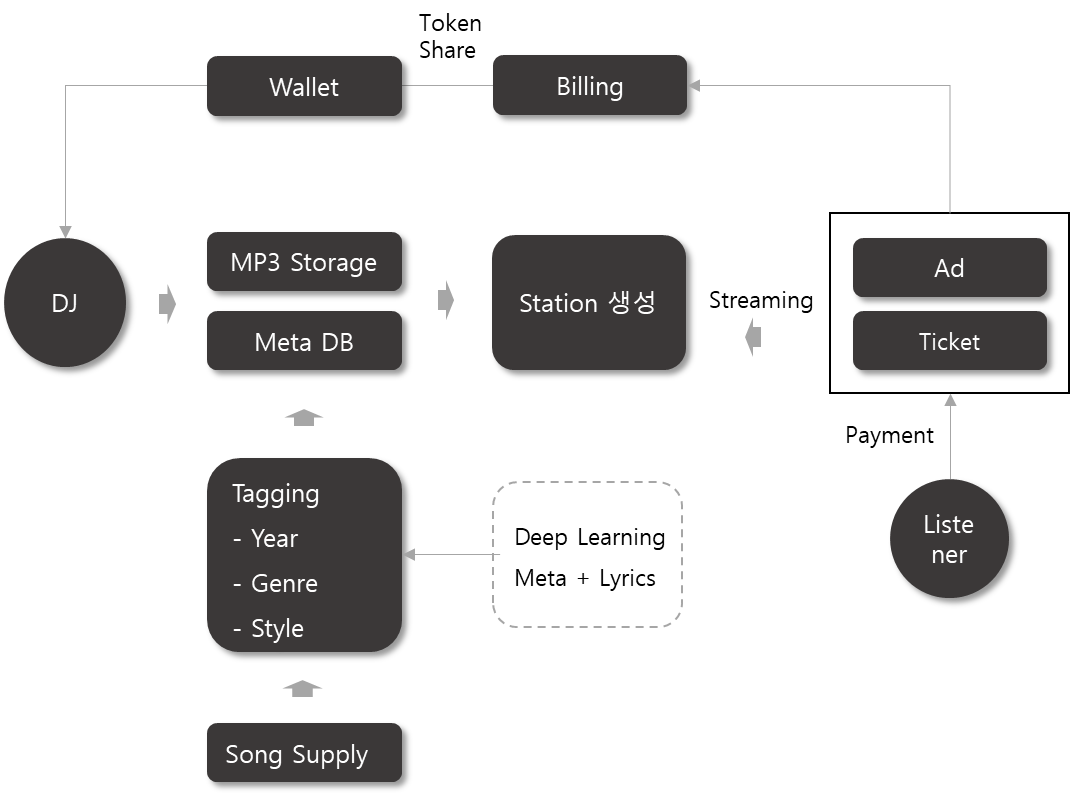 Token
Share
Wallet
Billing
DJ
MP3 Storage
Meta DB
Station 생성
Streaming
Ad
Ticket
Payment
Liste
ner
Tagging
- Year
- Genre
- Style
Deep Learning
Meta + Lyrics
Song Supply